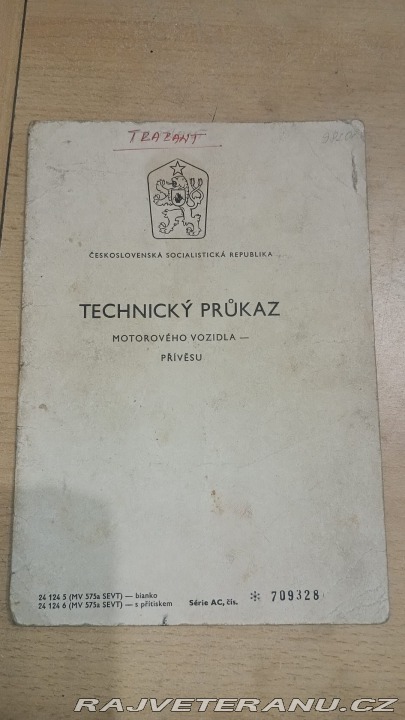 TRABANT
ČESKOSLOVENSKÁ SOCIALISTICKÁ REPUBLIKA
TECHNICKÝ PRŮKAZ
MOTOROVÉHO VOZIDLA —
PŘÍVĚSU
24 124 5 (MV 575a SEVT) — bianko
24 124 6 (MV 575a SEVT) — s přítiskem
Série AC, čís. * 709328
RAJVETERANU.CZ